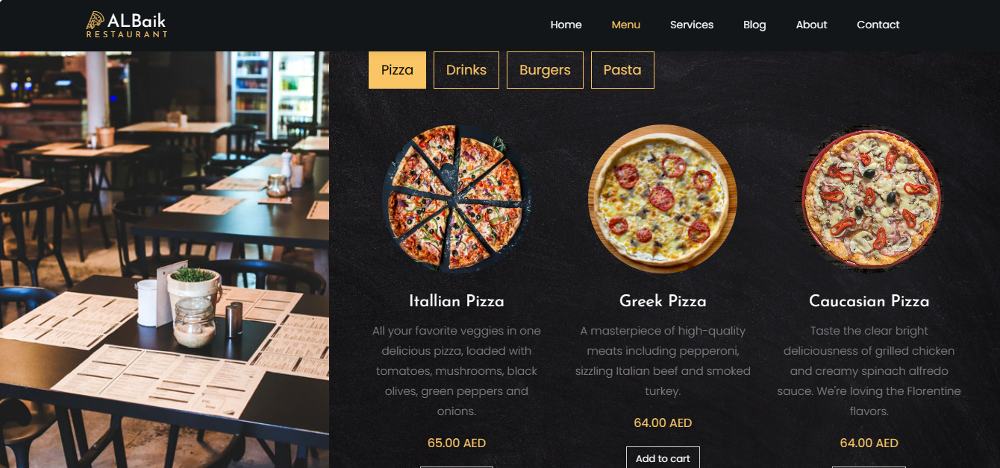 ALBaik
RESTAURANT
Home
Menu
Services
Blog
About
Contact
Pizza
Drinks
Burgers
Pasta
Itallian Pizza
All your favorite veggies in one
delicious pizza, loaded with
tomatoes, mushrooms, black
olives, green peppers and
onions.
65.00 AED
Greek Pizza
A masterpiece of high-quality
meats including pepperoni,
sizzling Italian beef and smoked
turkey.
64.00 AED
Add to cart
Caucasian Pizza
Taste the clear bright
deliciousness of grilled chicken
and creamy spinach alfredo
sauce. We're loving the Florentine
flavors.
64.00 AED